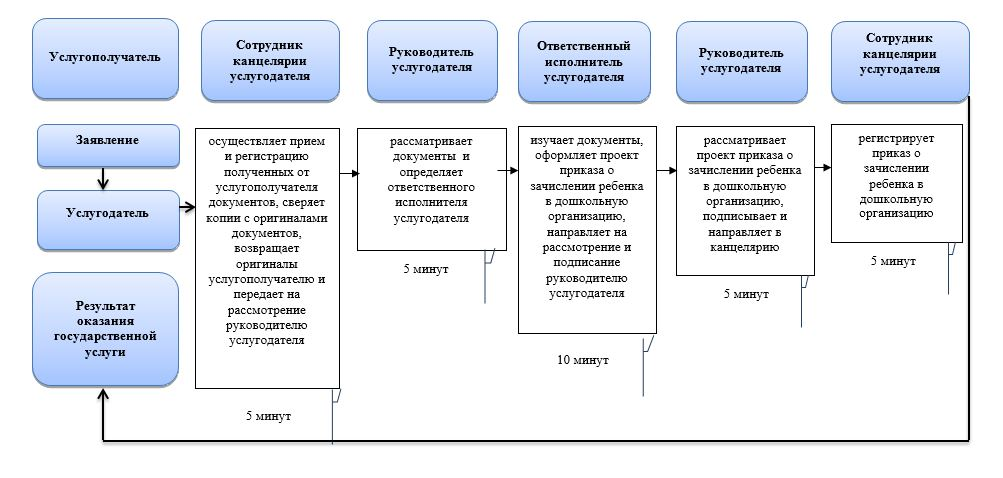 Услугополучатель
Сотрудник
канцелярии
услугодателя
Руководитель
услугодателя
Ответственный
исполнитель
услугодателя
Руководитель
услугодателя
Сотрудник
канцелярии
услугодателя
Заявление
Услугодатель
Результат
оказания
государственной
услуги
осуществляет прием
и регистрацию
полученных от
услугополучателя
документов, сверяет
копии с оригиналами
документов,
возвращает
оригиналы
услугополучателю и
передает на
рассмотрение
руководителю
услугодателя
5 минут
рассматривает
документы и
определяет
ответственного
исполнителя
услугодателя
5 минут
изучает документы,
оформляет проект
приказа о
зачислении ребенка
в дошкольную
организацию,
направляет на
рассмотрение и
подписание
руководителю
услугодателя
10 минут
рассматривает
проект приказа о
зачислении ребенка
в дошкольную
организацию,
подписывает и
направляет в
канцелярию
5 минут
регистрирует
приказ о
зачислении
ребенка в
дошкольную
организацию
5 минут